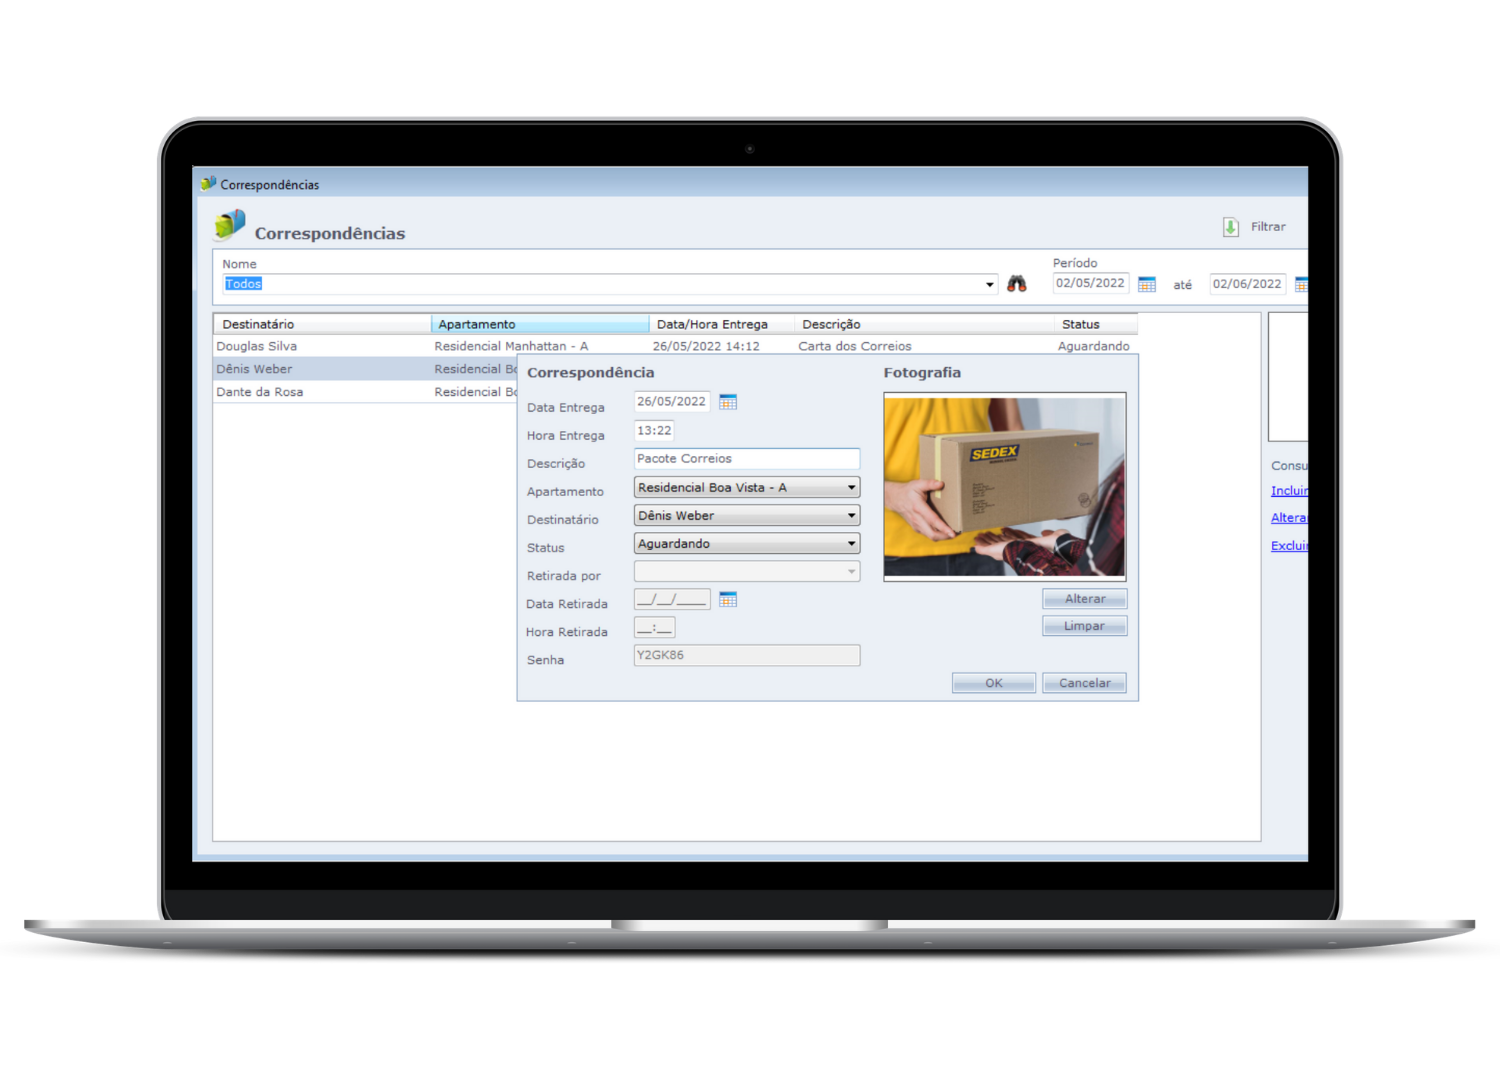 Correspondências
Correspondências
Filtrar
Nome
Período
Todos
02/05/2022 até 02/06/2022
Destinatário Apartamento Data/Hora Entrega Descrição Status
Douglas Silva Residencial Manhattan - A 26/05/2022 14:12 Carta dos Correios Aguardando
Dênis Weber Residencial
Dante da Rosa Residencial
Correspondência
Data Entrega 26/05/2022
Hora Entrega 13:22
Descrição Pacote Correios
Apartamento Residencial Boa Vista - A
Destinatário Dênis Weber
Status Aguardando
Retirada por
Data Retirada __/__/____
Hora Retirada __:__
Senha Y2GK86
Fotografia
SEDEX
Alterar
Limpar
OK Cancelar
Consu
Incluir
Altera
Excluir